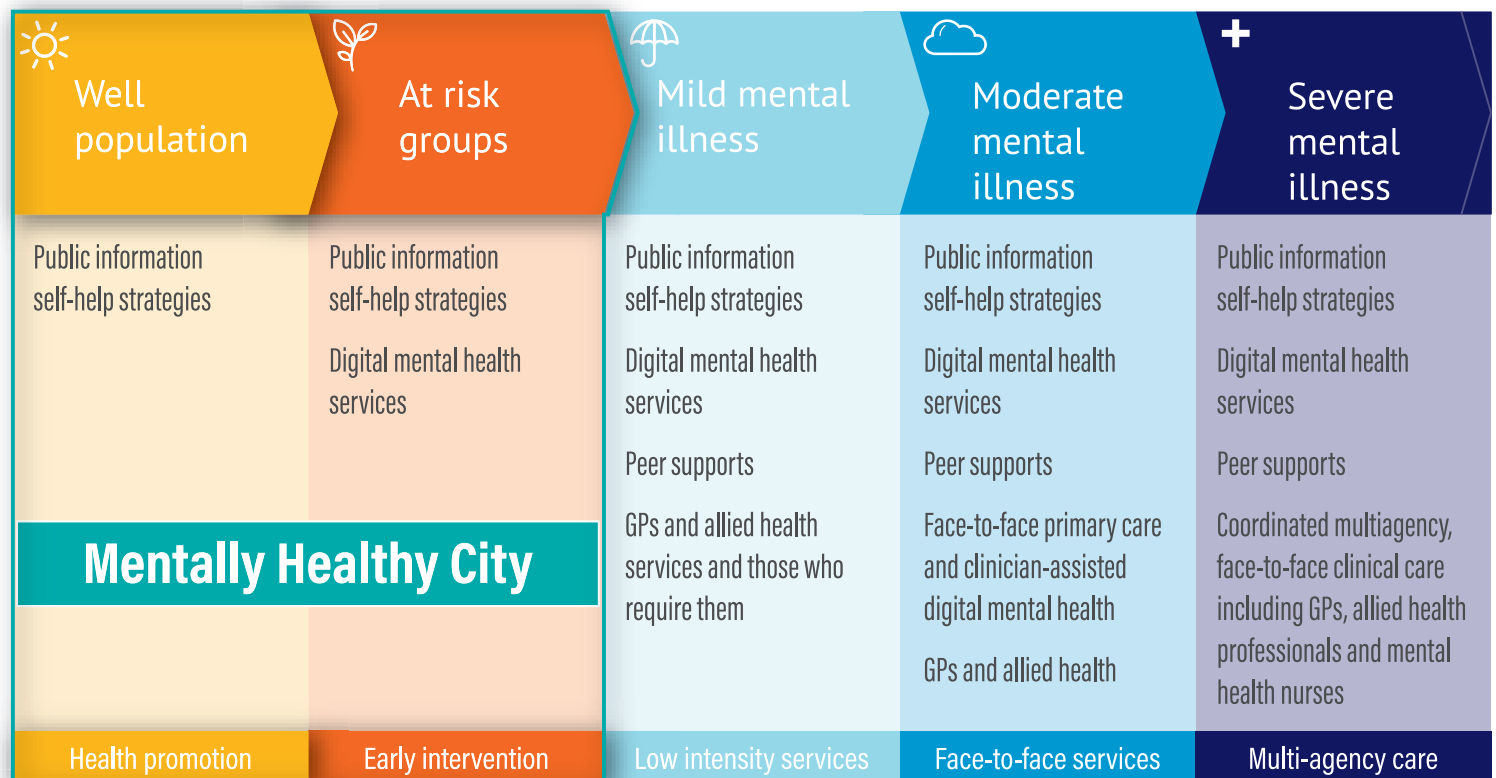 Well
population
At risk
groups
Mild mental
illness
Moderate
mental
illness
Severe
mental
illness
Public information
self-help strategies
Public information
self-help strategies
Digital mental health
services
Public information
self-help strategies
Digital mental health
services
Peer supports
GPs and allied health
services and those who
require them
Public information
self-help strategies
Digital mental health
services
Peer supports
Face-to-face primary care
and clinician-assisted
digital mental health
GPs and allied health
Public information
self-help strategies
Digital mental health
services
Peer supports
Coordinated multiagency,
face-to-face clinical care
including GPs, allied health
professionals and mental
health nurses
Mentally Healthy City
Health promotion
Early intervention
Low intensity services
Face-to-face services
Multi-agency care